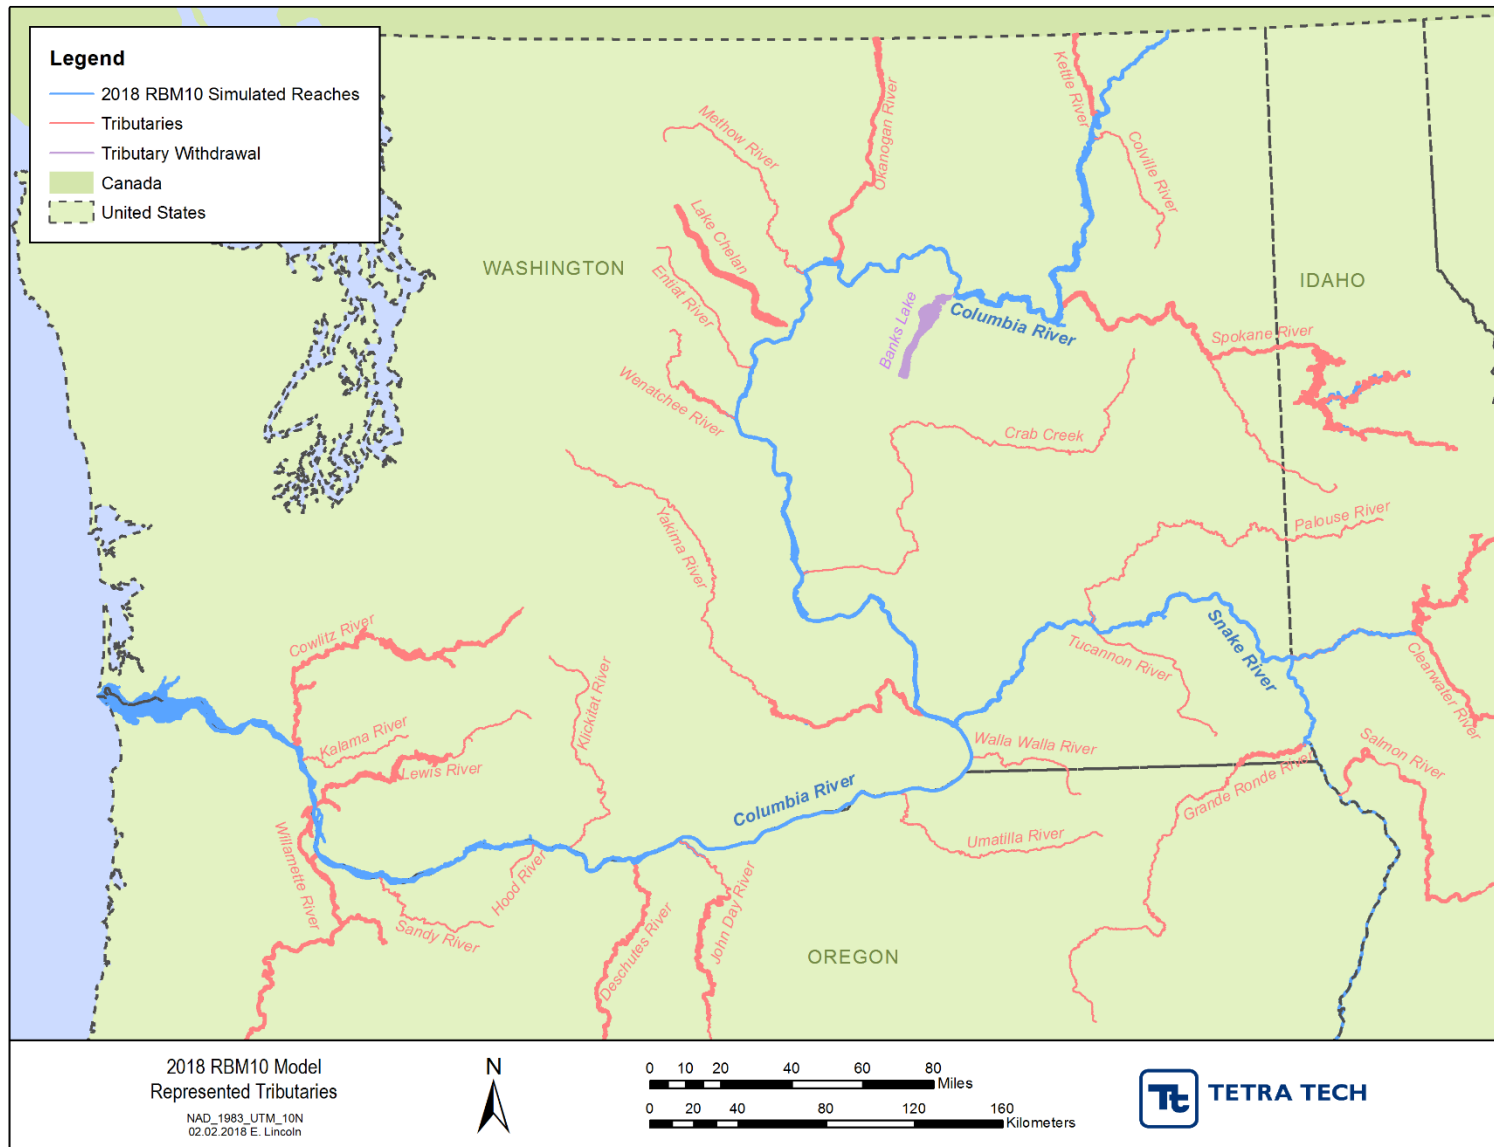 Legend
2018 RBM10 Simulated Reaches
Tributaries
Tributary Withdrawal
Canada
United States
Methow River
Okanogan River
Kettle River
Colville River
Lake Chelan
WASHINGTON
IDAHO
Entiat River
Banks Lake
Columbia River
Spokane River
Wenatchee River
Crab Creek
Yakima River
Palouse River
Cowlitz River
Tucannon River
Snake River
Clearwater River
Klickitat River
Kalama River
Walla Walla River
Salmon River
Lewis River
Columbia River
Grande Ronde River
Umatilla River
Willamette River
Hood River
Sandy River
Deschutes River
John Day River
OREGON
2018 RBM10 Model
Represented Tributaries
NAD_1983_UTM_10N
02.02.2018 E. Lincoln
N
0 10 20 40 60 80
Miles
0 20 40 80 120 160
Kilometers
Tt TETRA TECH